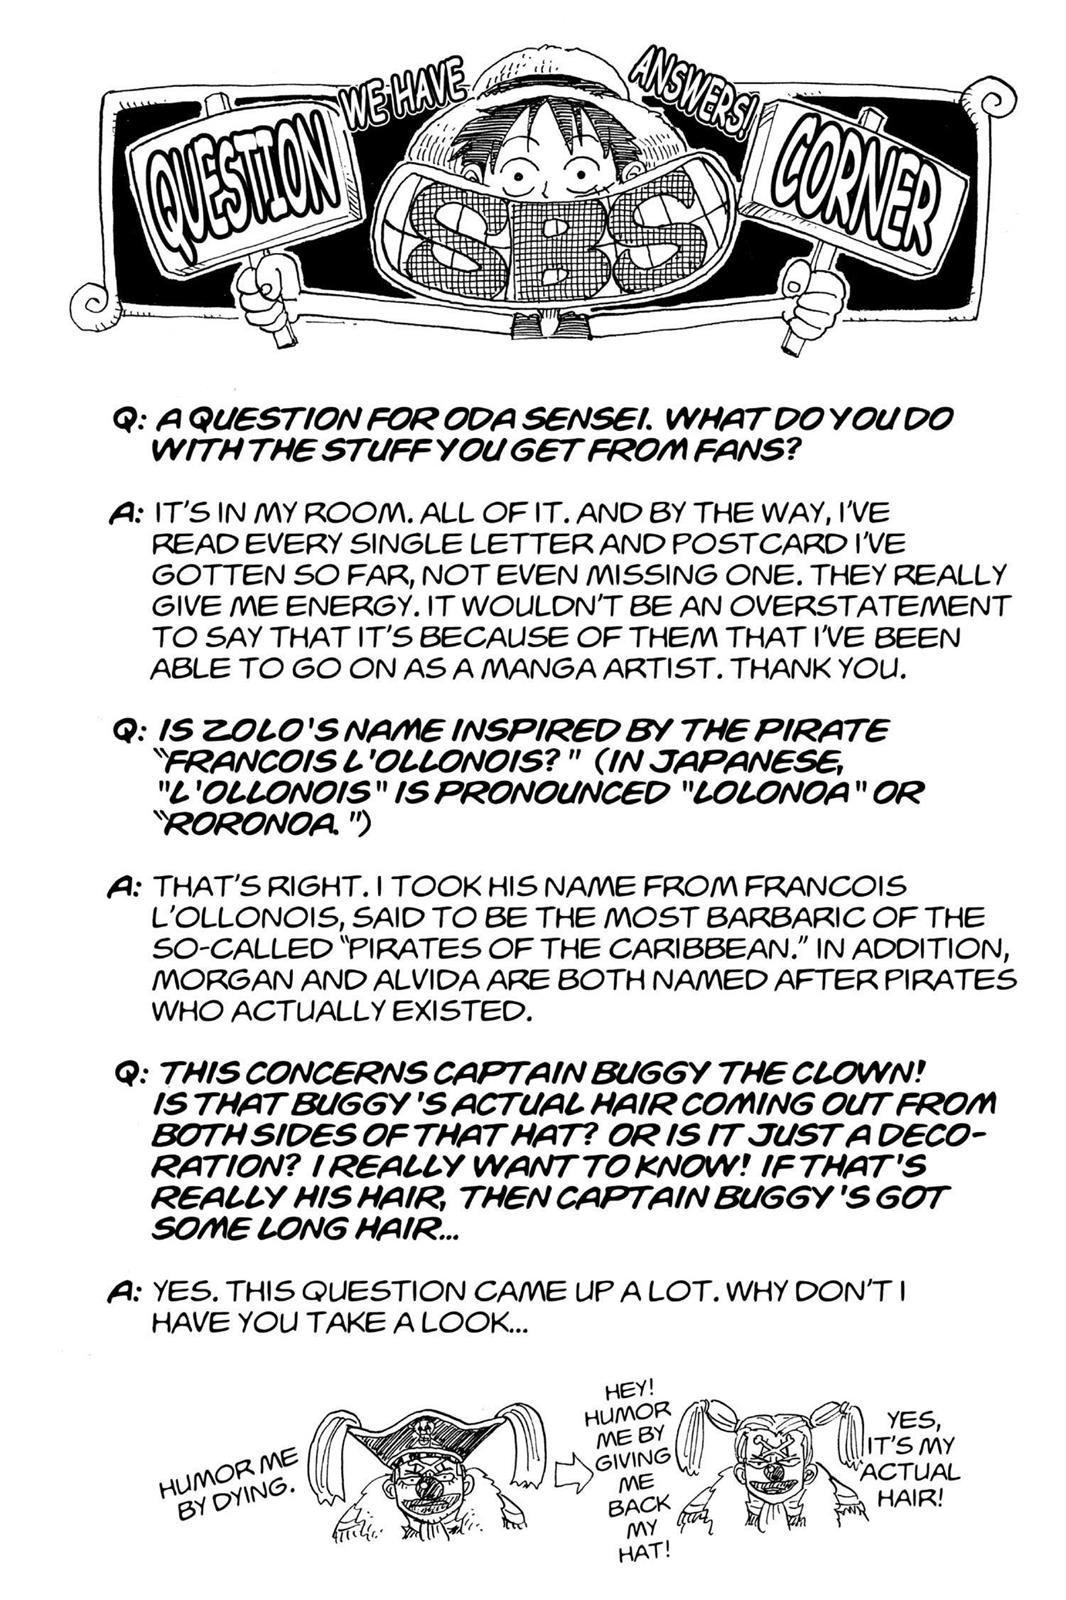 WE HAVE
ANSWERS!
QUESTION
SBS
CORNER
Q: A QUESTION FOR ODA SENSEI. WHAT DO YOU DO
WITH THE STUFF YOU GET FROM FANS?
A: IT'S IN MY ROOM. ALL OF IT. AND BY THE WAY, I'VE
READ EVERY SINGLE LETTER AND POSTCARD I'VE
GOTTEN SO FAR, NOT EVEN MISSING ONE. THEY REALLY
GIVE ME ENERGY. IT WOULDN'T BE AN OVERSTATEMENT
TO SAY THAT IT'S BECAUSE OF THEM THAT I'VE BEEN
ABLE TO GO ON AS A MANGA ARTIST. THANK YOU.
Q: IS ZOLO'S NAME INSPIRED BY THE PIRATE
"FRANCOIS L'OLLONOIS?" (IN JAPANESE,
"L'OLLONOIS" IS PRONOUNCED "LOLONOA" OR
"RORONOA.")
A: THAT'S RIGHT. I TOOK HIS NAME FROM FRANCOIS
L'OLLONOIS, SAID TO BE THE MOST BARBARIC OF THE
SO-CALLED "PIRATES OF THE CARIBBEAN." IN ADDITION,
MORGAN AND ALVIDA ARE BOTH NAMED AFTER PIRATES
WHO ACTUALLY EXISTED.
Q: THIS CONCERNS CAPTAIN BUGGY THE CLOWN!
IS THAT BUGGY'S ACTUAL HAIR COMING OUT FROM
BOTH SIDES OF THAT HAT? OR IS IT JUST A DECO-
RATION? I REALLY WANT TO KNOW! IF THAT'S
REALLY HIS HAIR, THEN CAPTAIN BUGGY'S GOT
SOME LONG HAIR...
A: YES. THIS QUESTION CAME UP A LOT. WHY DON'T I
HAVE YOU TAKE A LOOK...
HUMOR ME
BY DYING.
HEY!
HUMOR
ME BY
GIVING
ME
BACK
MY
HAT!
YES,
IT'S MY
ACTUAL
HAIR!